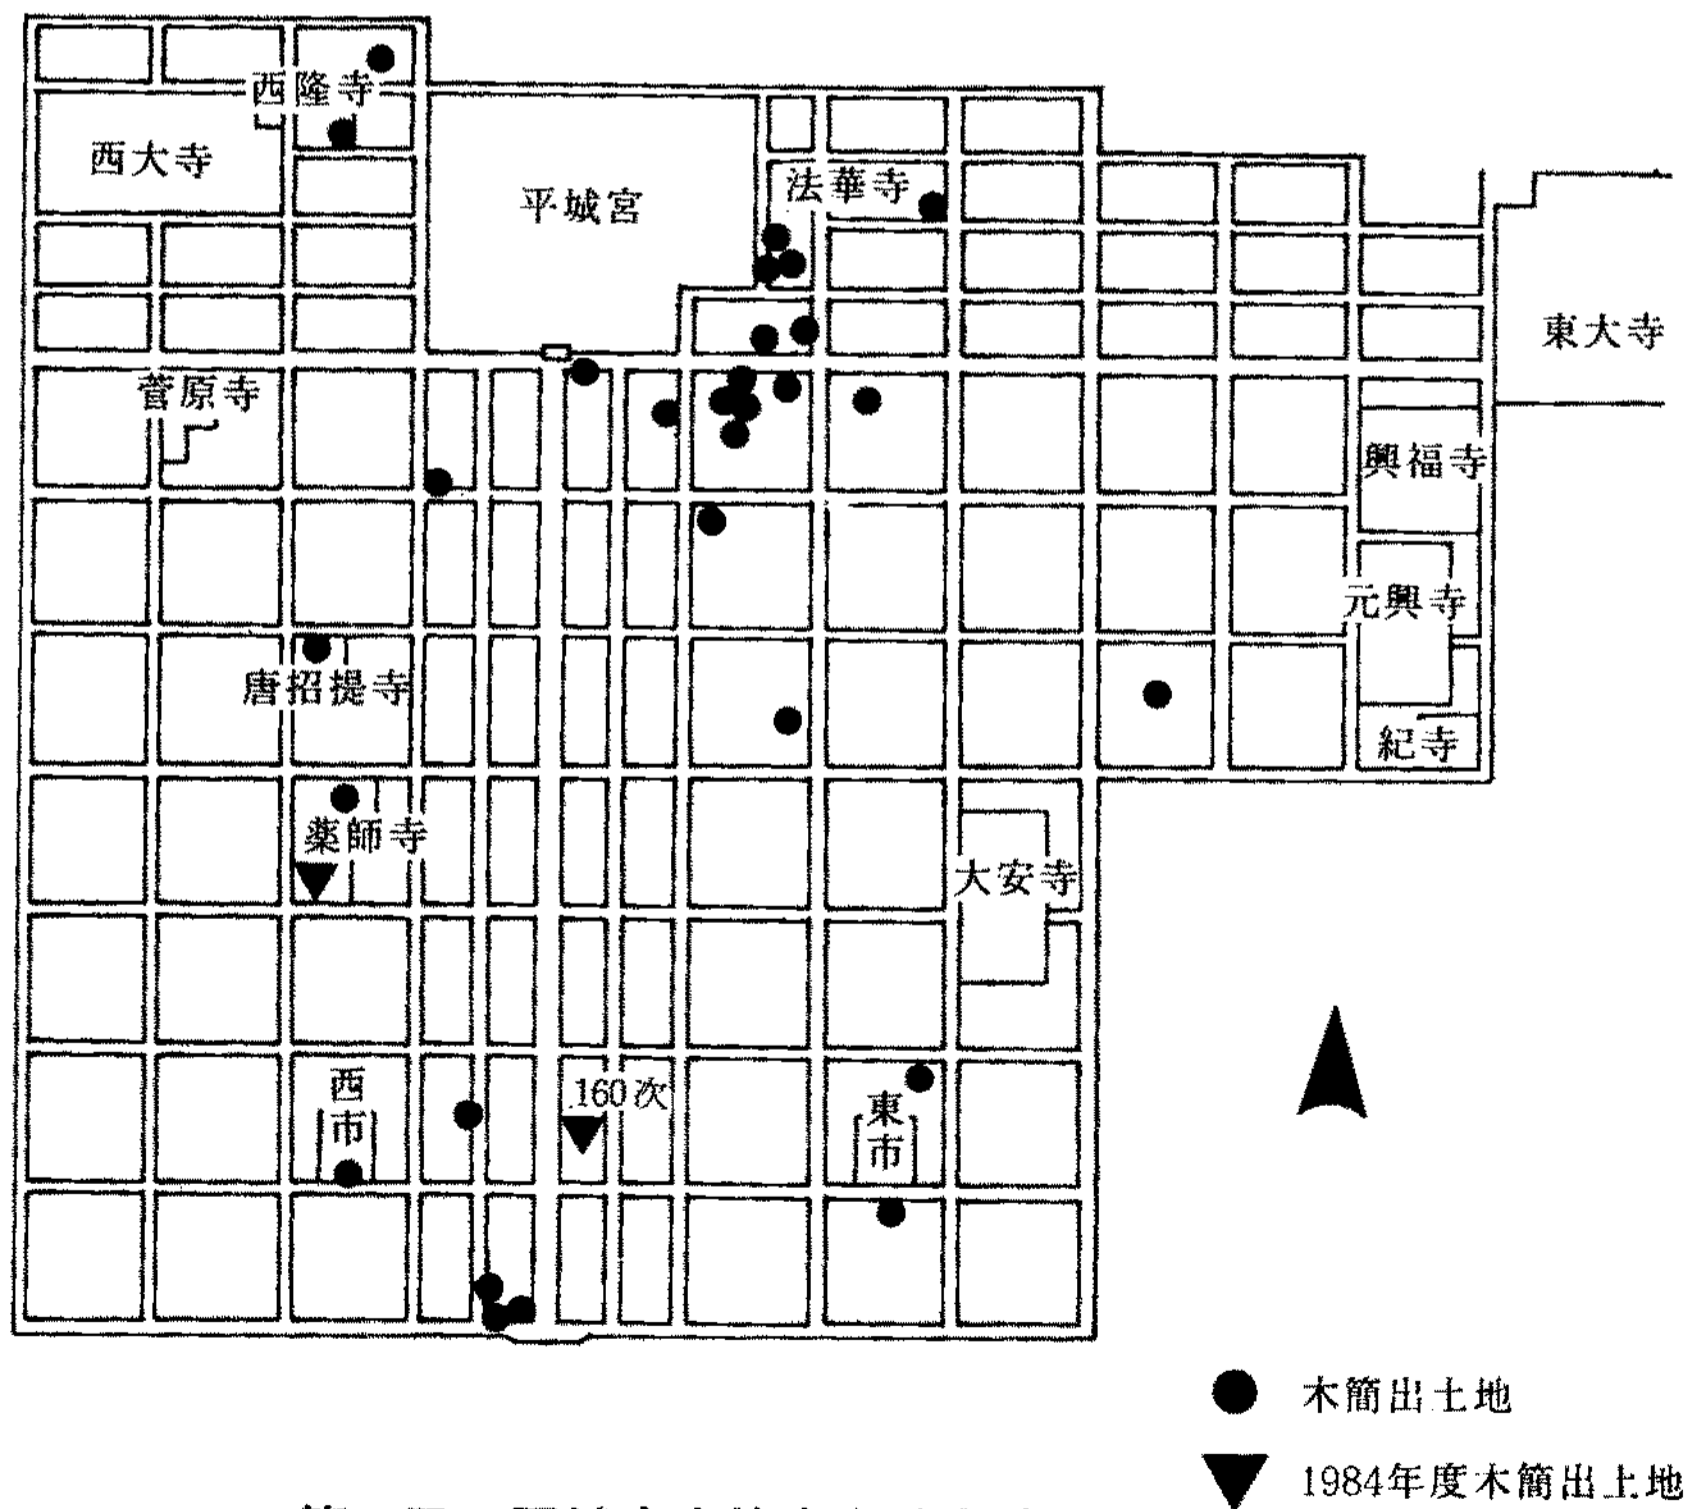 西隆寺
西大寺
平城宮
法華寺
東大寺
菅原寺
興福寺
元興寺
唐招提寺
紀寺
薬師寺
大安寺
西市
160次
東市
木簡出土地
1984年度木簡出土地